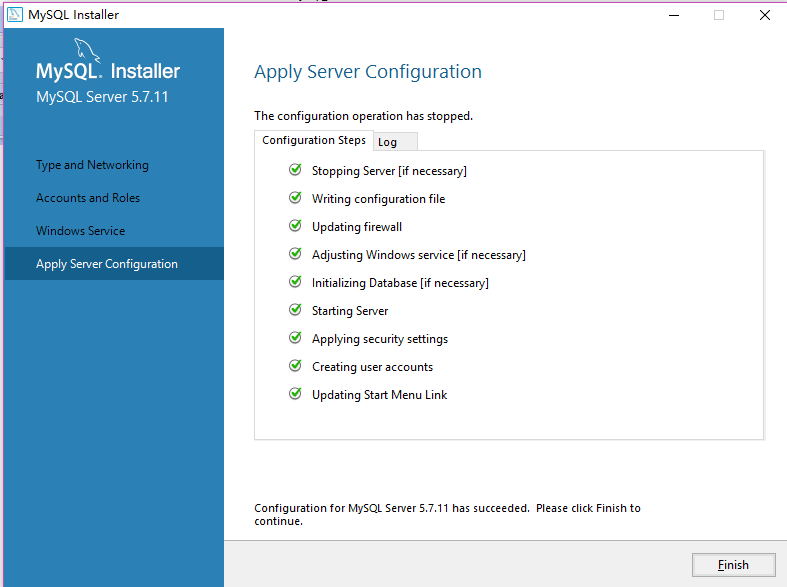 MySQL Installer
MySQL. Installer
MySQL Server 5.7.11
Type and Networking
Accounts and Roles
Windows Service
Apply Server Configuration
Apply Server Configuration
The configuration operation has stopped.
Configuration Steps
Log
Stopping Server [if necessary]
Writing configuration file
Updating firewall
Adjusting Windows service [if necessary]
Initializing Database [if necessary]
Starting Server
Applying security settings
Creating user accounts
Updating Start Menu Link
Configuration for MySQL Server 5.7.11 has succeeded. Please click Finish to
continue.
Finish